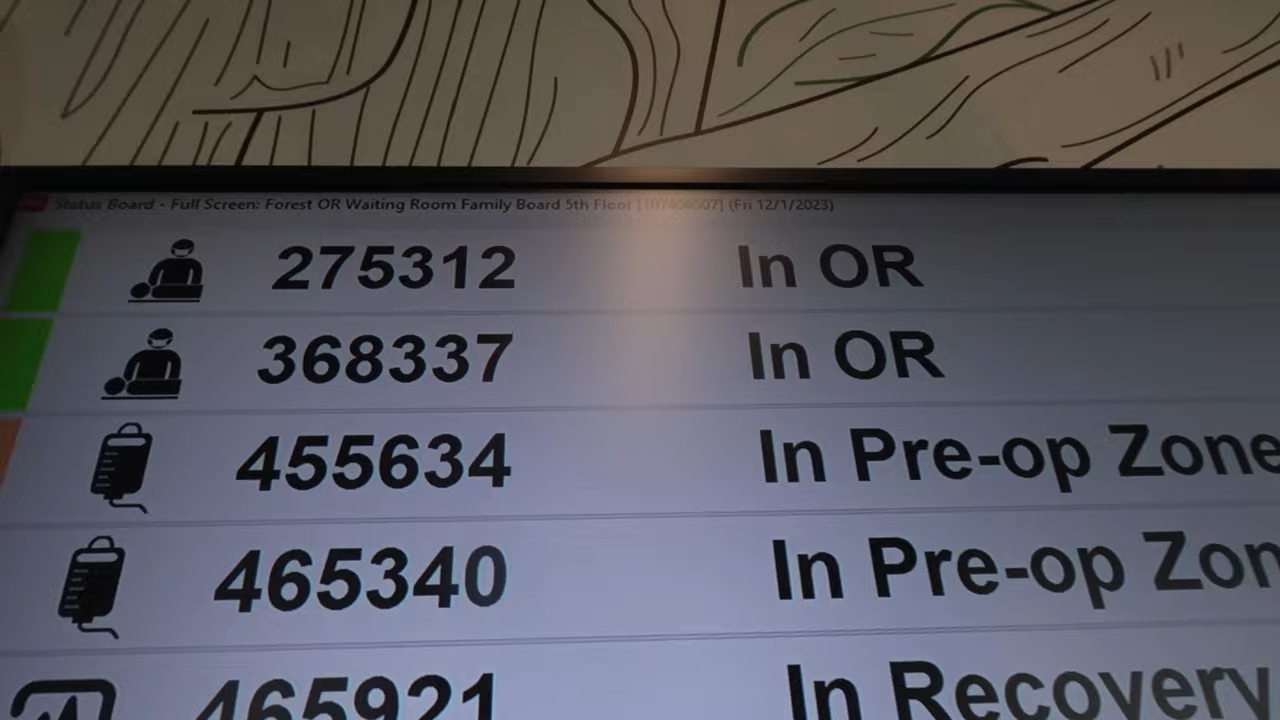 Status Board - Full Screen: Forest OR Waiting Room Family Board 5th Floor (Fri 12/1/2023)
275312 In OR
368337 In OR
455634 In Pre-op Zone
465340 In Pre-op Zon
465921 In Recovery